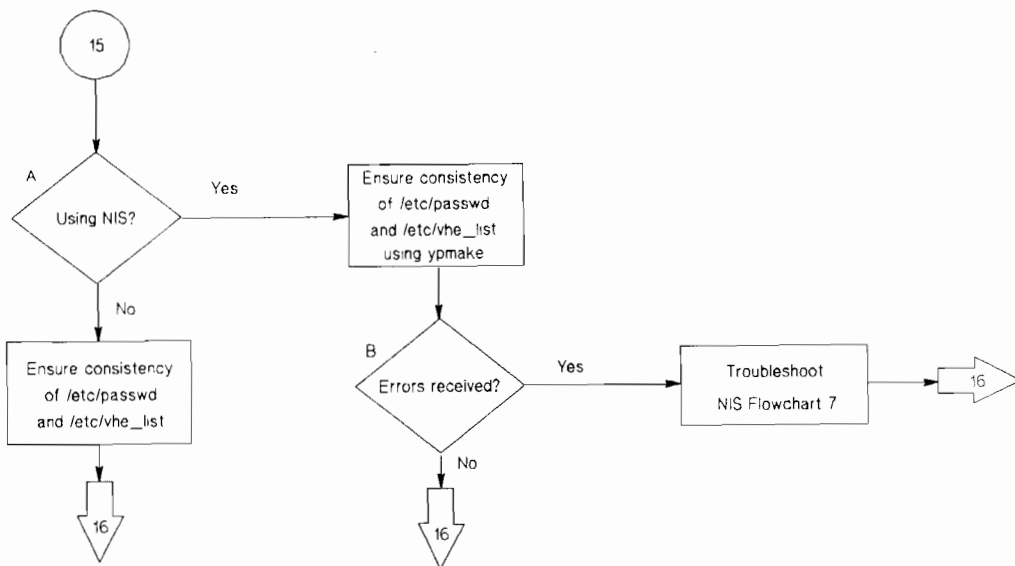 15
A
Using NIS?
Yes
Ensure consistency
of /etc/passwd
and /etc/vhe_list
using ypmake
No
Ensure consistency
of /etc/passwd
and /etc/vhe_list
16
B
Errors received?
Yes
Troubleshoot
NIS Flowchart 7
16
No
16